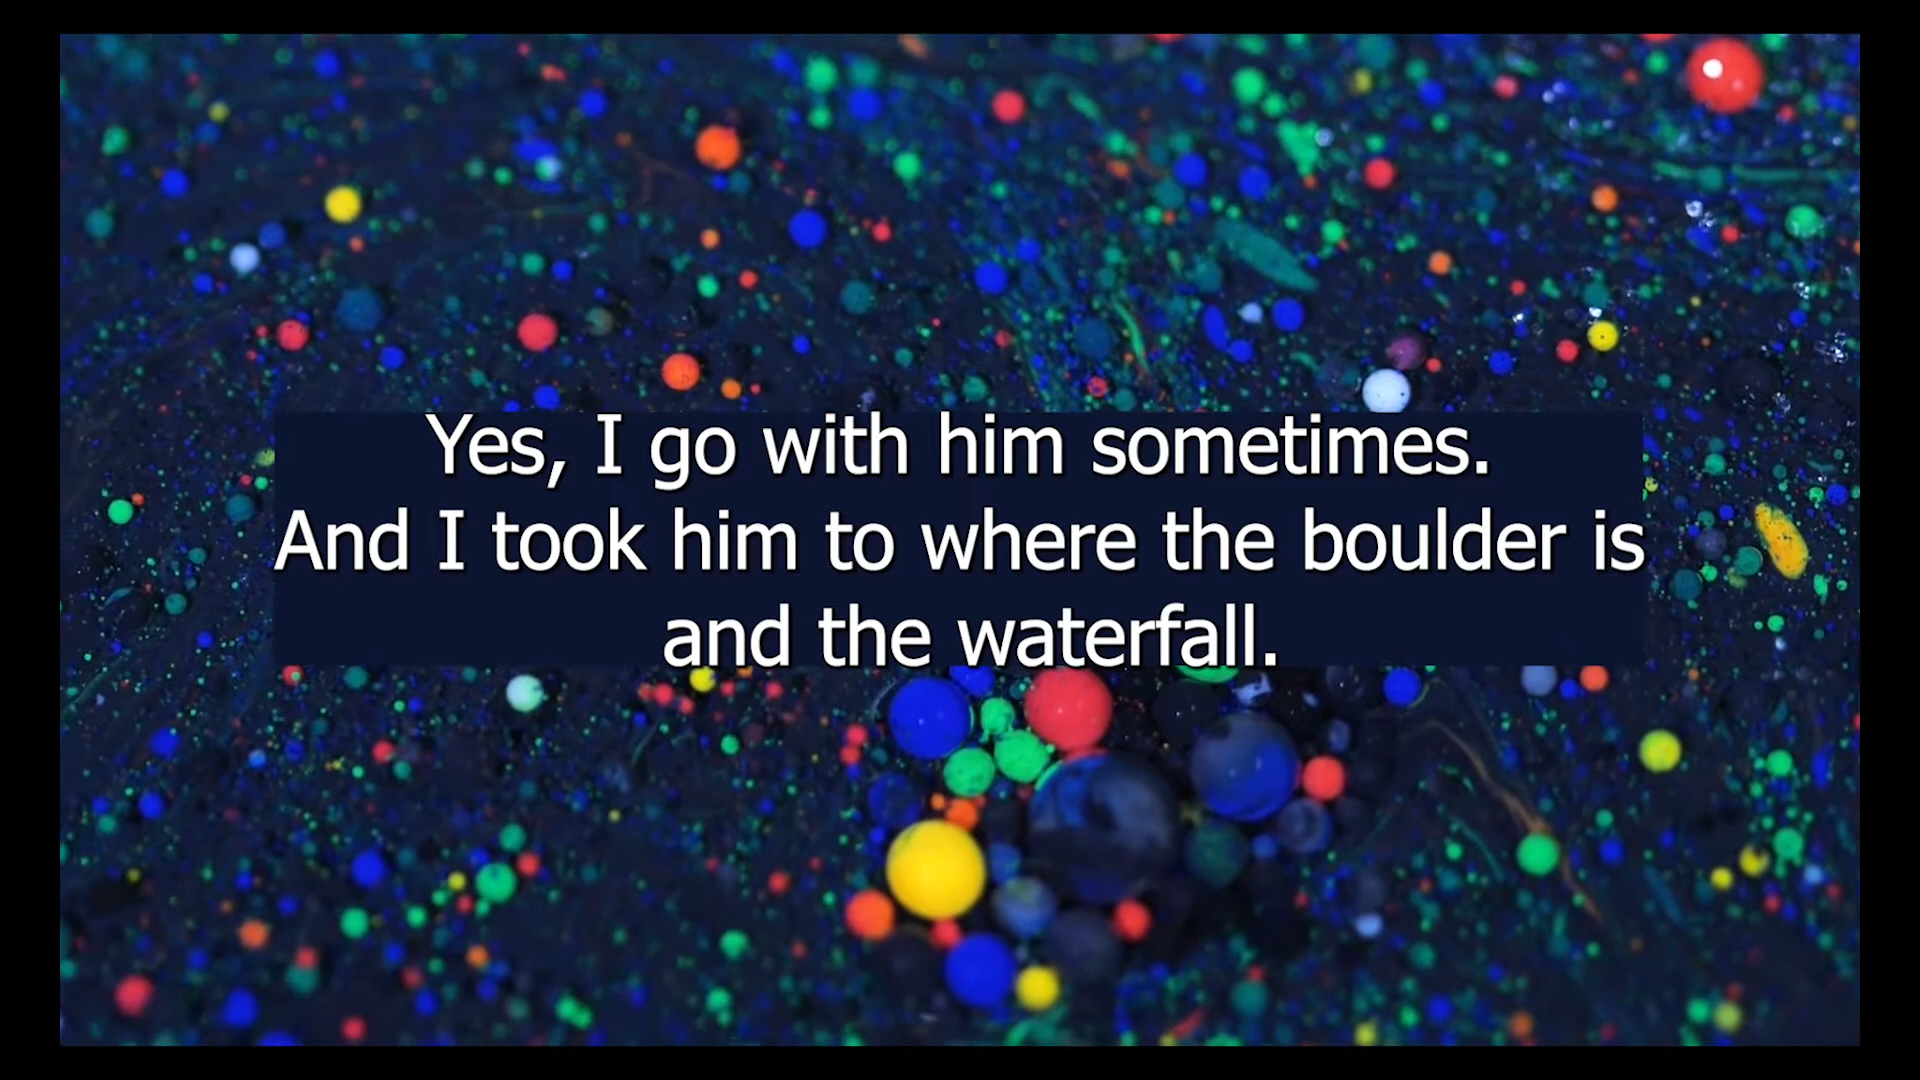 Yes, I go with him sometimes.
And I took him to where the boulder is
and the waterfall.